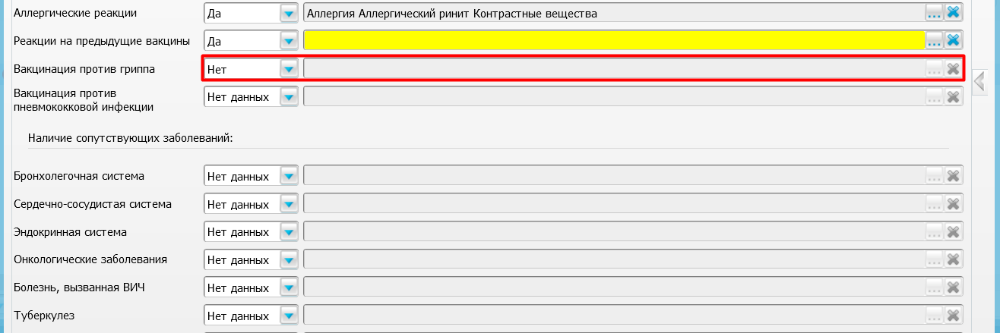 Аллергические реакции Да Аллергия Аллергический ринит Контрастные вещества ...
Реакции на предыдущие вакцины Да ...
Вакцинация против гриппа Нет ...
Вакцинация против
пневмококковой инфекции Нет данных ...
Наличие сопутствующих заболеваний:
Бронхолегочная система Нет данных ...
Сердечно-сосудистая система Нет данных ...
Эндокринная система Нет данных ...
Онкологические заболевания Нет данных ...
Болезнь, вызванная ВИЧ Нет данных ...
Туберкулез Нет данных ...